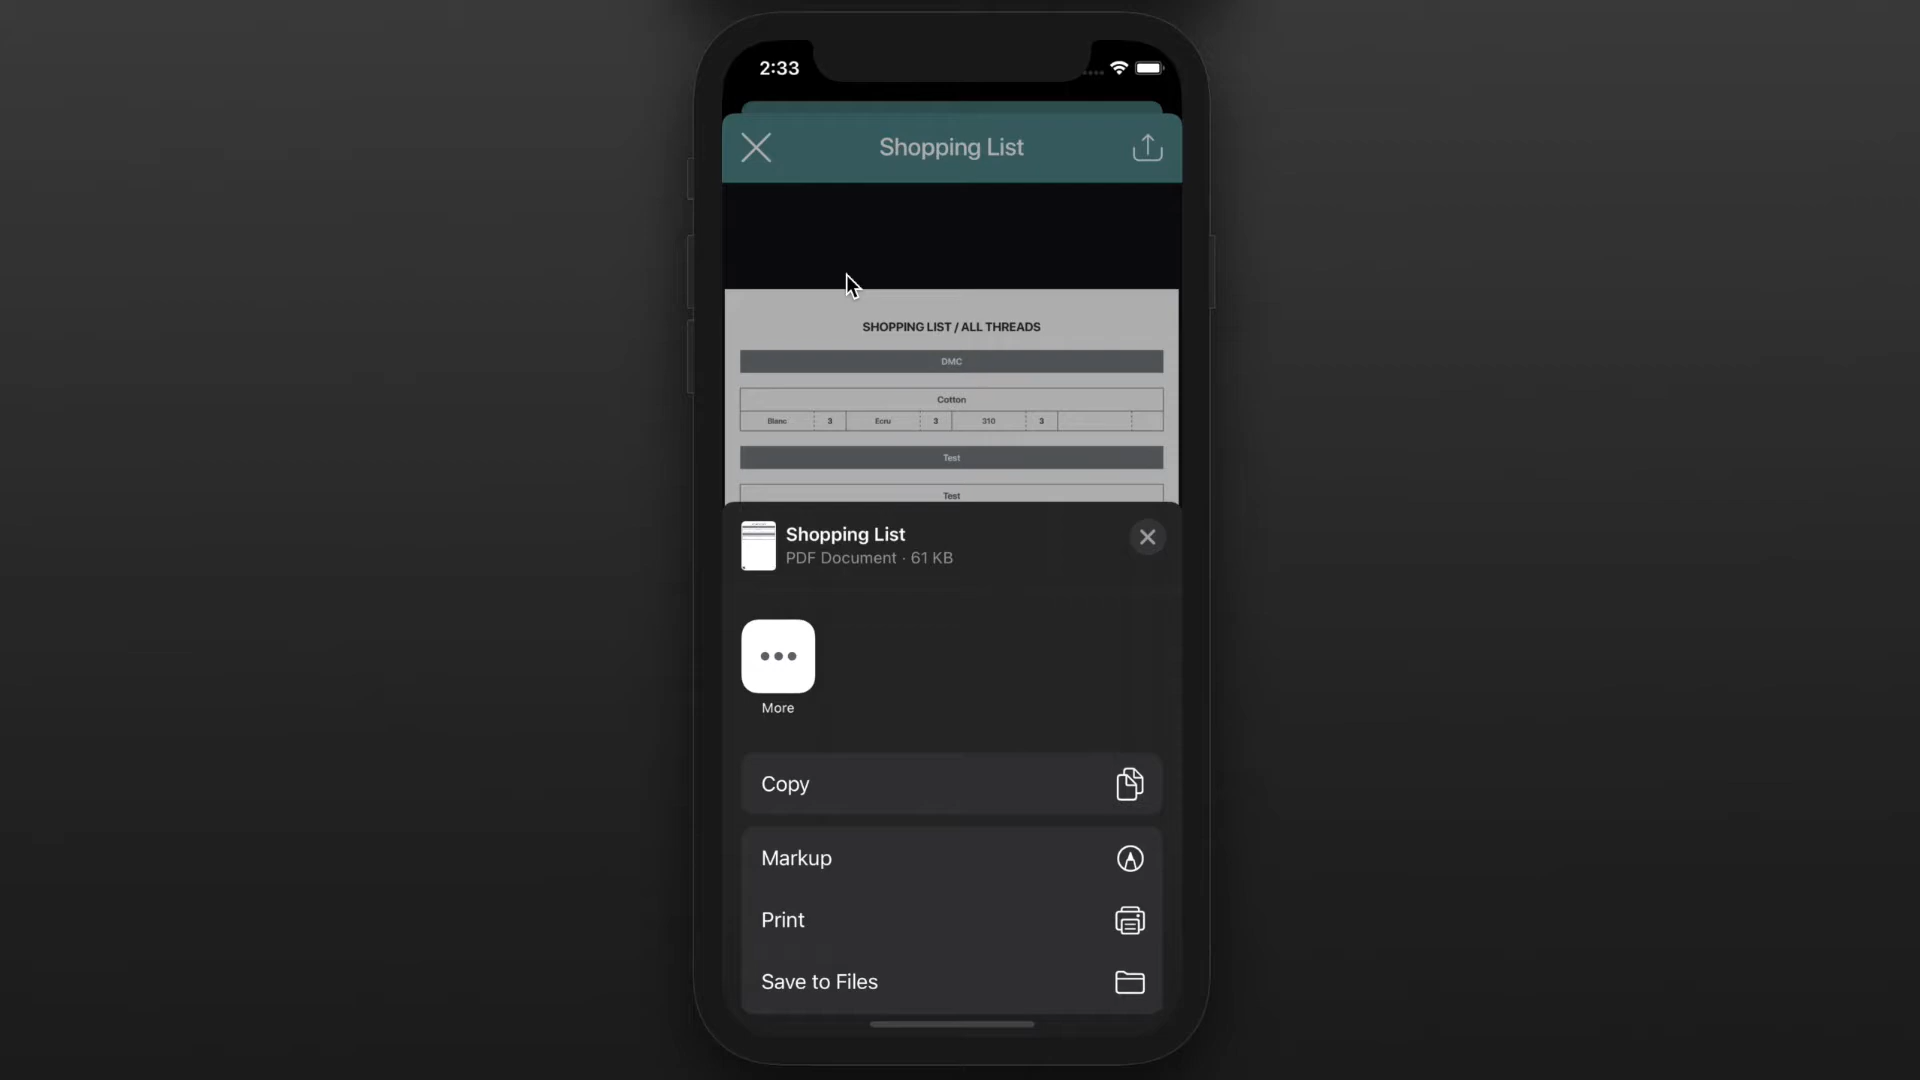 2:33
Shopping List
SHOPPING LIST / ALL THREADS
DMC
Cotton
Blanc 3 Ecru 3 310 3
Test
Test
Shopping List
PDF Document · 61 KB
More
Copy
Markup
Print
Save to Files